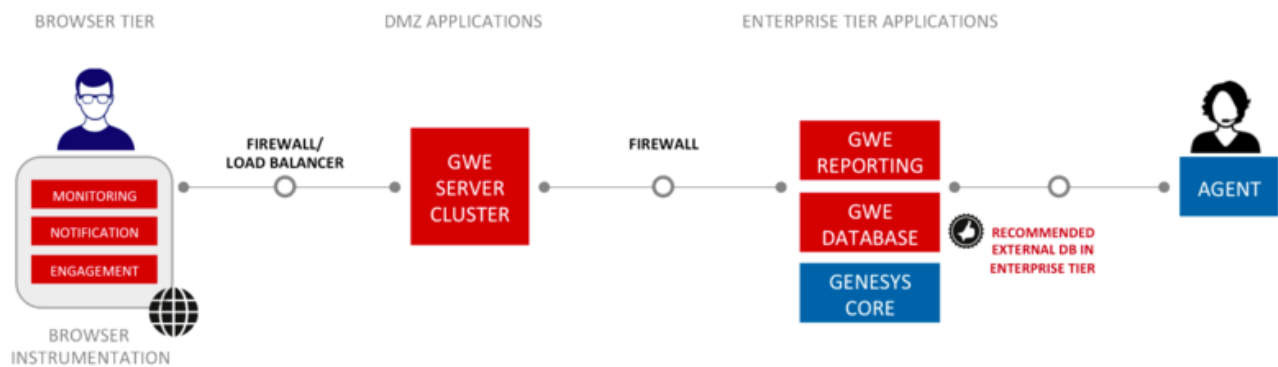 BROWSER TIER
DMZ APPLICATIONS
ENTERPRISE TIER APPLICATIONS
MONITORING
NOTIFICATION
ENGAGEMENT
BROWSER
INSTRUMENTATION
FIREWALL/
LOAD BALANCER
GWE
SERVER
CLUSTER
FIREWALL
GWE
REPORTING
GWE
DATABASE
GENESYS
CORE
RECOMMENDED
EXTERNAL DB IN
ENTERPRISE TIER
AGENT